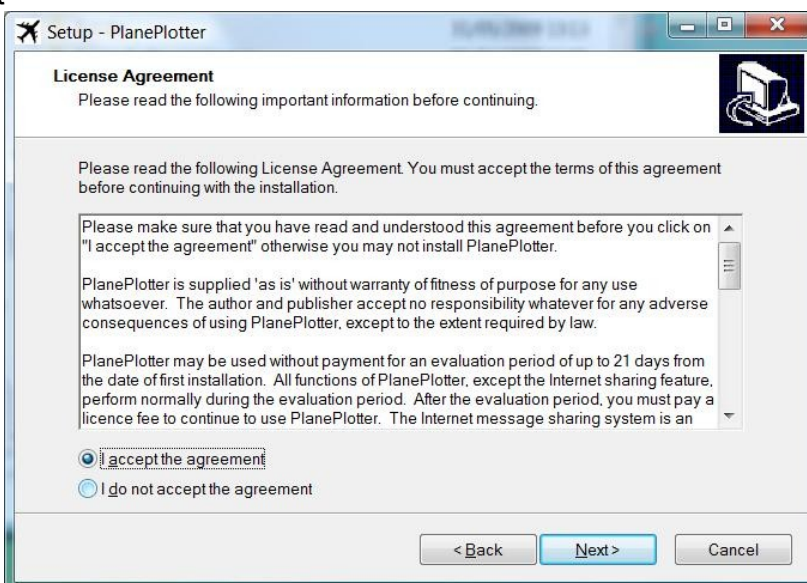 Setup - PlanePlotter
License Agreement
Please read the following important information before continuing.
Please read the following License Agreement. You must accept the terms of this agreement
before continuing with the installation.
Please make sure that you have read and understood this agreement before you click on
"I accept the agreement" otherwise you may not install PlanePlotter.
PlanePlotter is supplied 'as is' without warranty of fitness of purpose for any use
whatsoever. The author and publisher accept no responsibility whatever for any adverse
consequences of using PlanePlotter, except to the extent required by law.
PlanePlotter may be used without payment for an evaluation period of up to 21 days from
the date of first installation. All functions of PlanePlotter, except the Internet sharing feature,
perform normally during the evaluation period. After the evaluation period, you must pay a
licence fee to continue to use PlanePlotter. The Internet message sharing system is an
I accept the agreement
I do not accept the agreement
< Back
Next >
Cancel